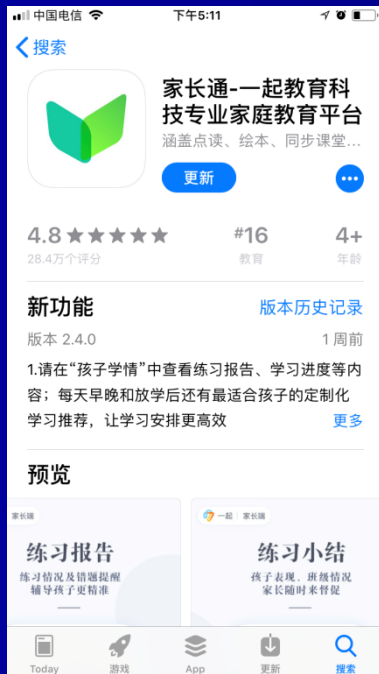 中国电信 下午5:11
搜索
家长通-一起教育科
技专业家庭教育平台
涵盖点读、绘本、同步课堂...
更新
4.8 #16 4+
28.4万个评分 教育 年龄
新功能 版本历史记录
版本 2.4.0 1周前
1.请在“孩子学情”中查看练习报告、学习进度等内
容；每天早晚和放学后还有最适合孩子的定制化
学习推荐，让学习安排更高效 更多
预览
家长端 一起 家长端
练习报告 练习小结
练习情况及错题提醒 孩子表现、班级情况
辅导孩子更精准 家长随时来督促
Today 游戏 App 更新 搜索